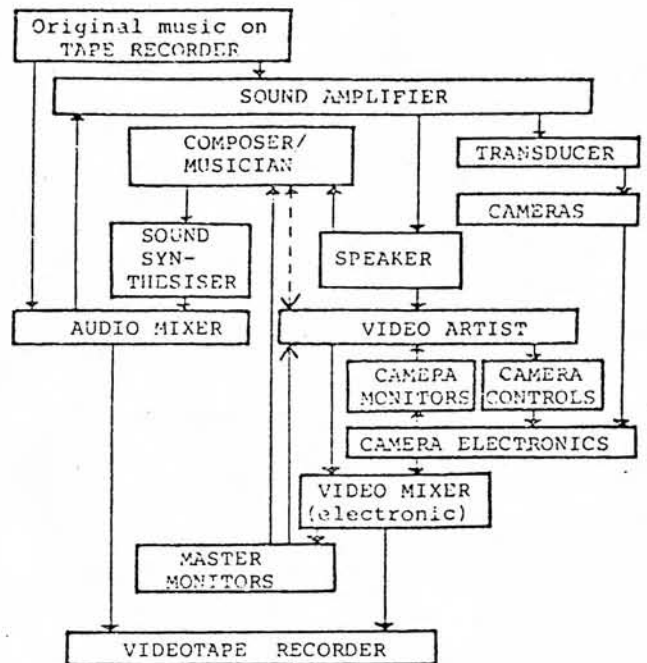 Original music on
TAPE RECORDER
SOUND AMPLIFIER
COMPOSER/
MUSICIAN
TRANSDUCER
CAMERAS
SOUND
SYN-
THESISER
SPEAKER
AUDIO MIXER
VIDEO ARTIST
CAMERA
MONITORS
CAMERA
CONTROLS
CAMERA ELECTRONICS
VIDEO MIXER
(electronic)
MASTER
MONITORS
VIDEOTAPE RECORDER